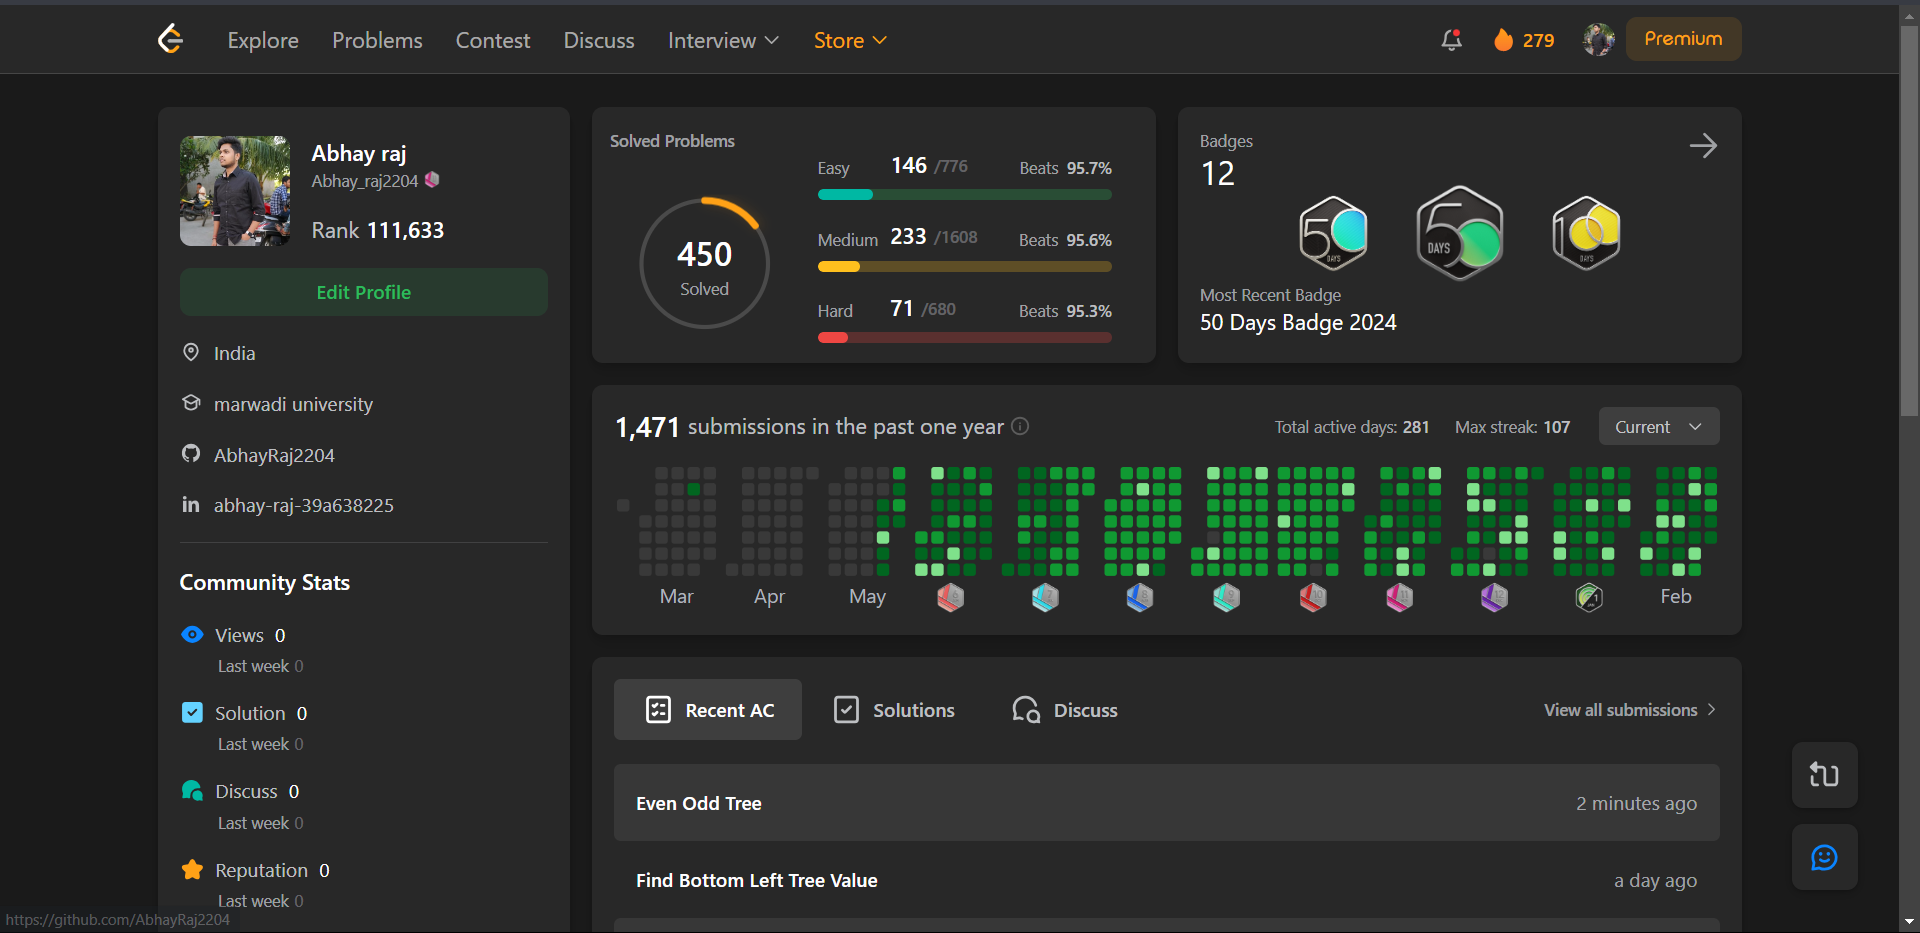 Explore Problems Contest Discuss Interview Store 279 Premium
Abhay raj
Abhay_raj2204
Rank 111,633
Edit Profile
India
marwadi university
AbhayRaj2204
abhay-raj-39a638225
Community Stats
Views 0
Last week 0
Solution 0
Last week 0
Discuss 0
Last week 0
Reputation 0
Last week 0
https://github.com/AbhayRaj2204
Solved Problems
450
Solved
Easy 146 /776 Beats 95.7%
Medium 233 /1608 Beats 95.6%
Hard 71 /680 Beats 95.3%
Badges
12
50 DAYS
50 DAYS
100 DAYS
Most Recent Badge
50 Days Badge 2024
1,471 submissions in the past one year
Total active days: 281 Max streak: 107 Current
Mar Apr May Feb
Recent AC Solutions Discuss View all submissions
Even Odd Tree 2 minutes ago
Find Bottom Left Tree Value a day ago